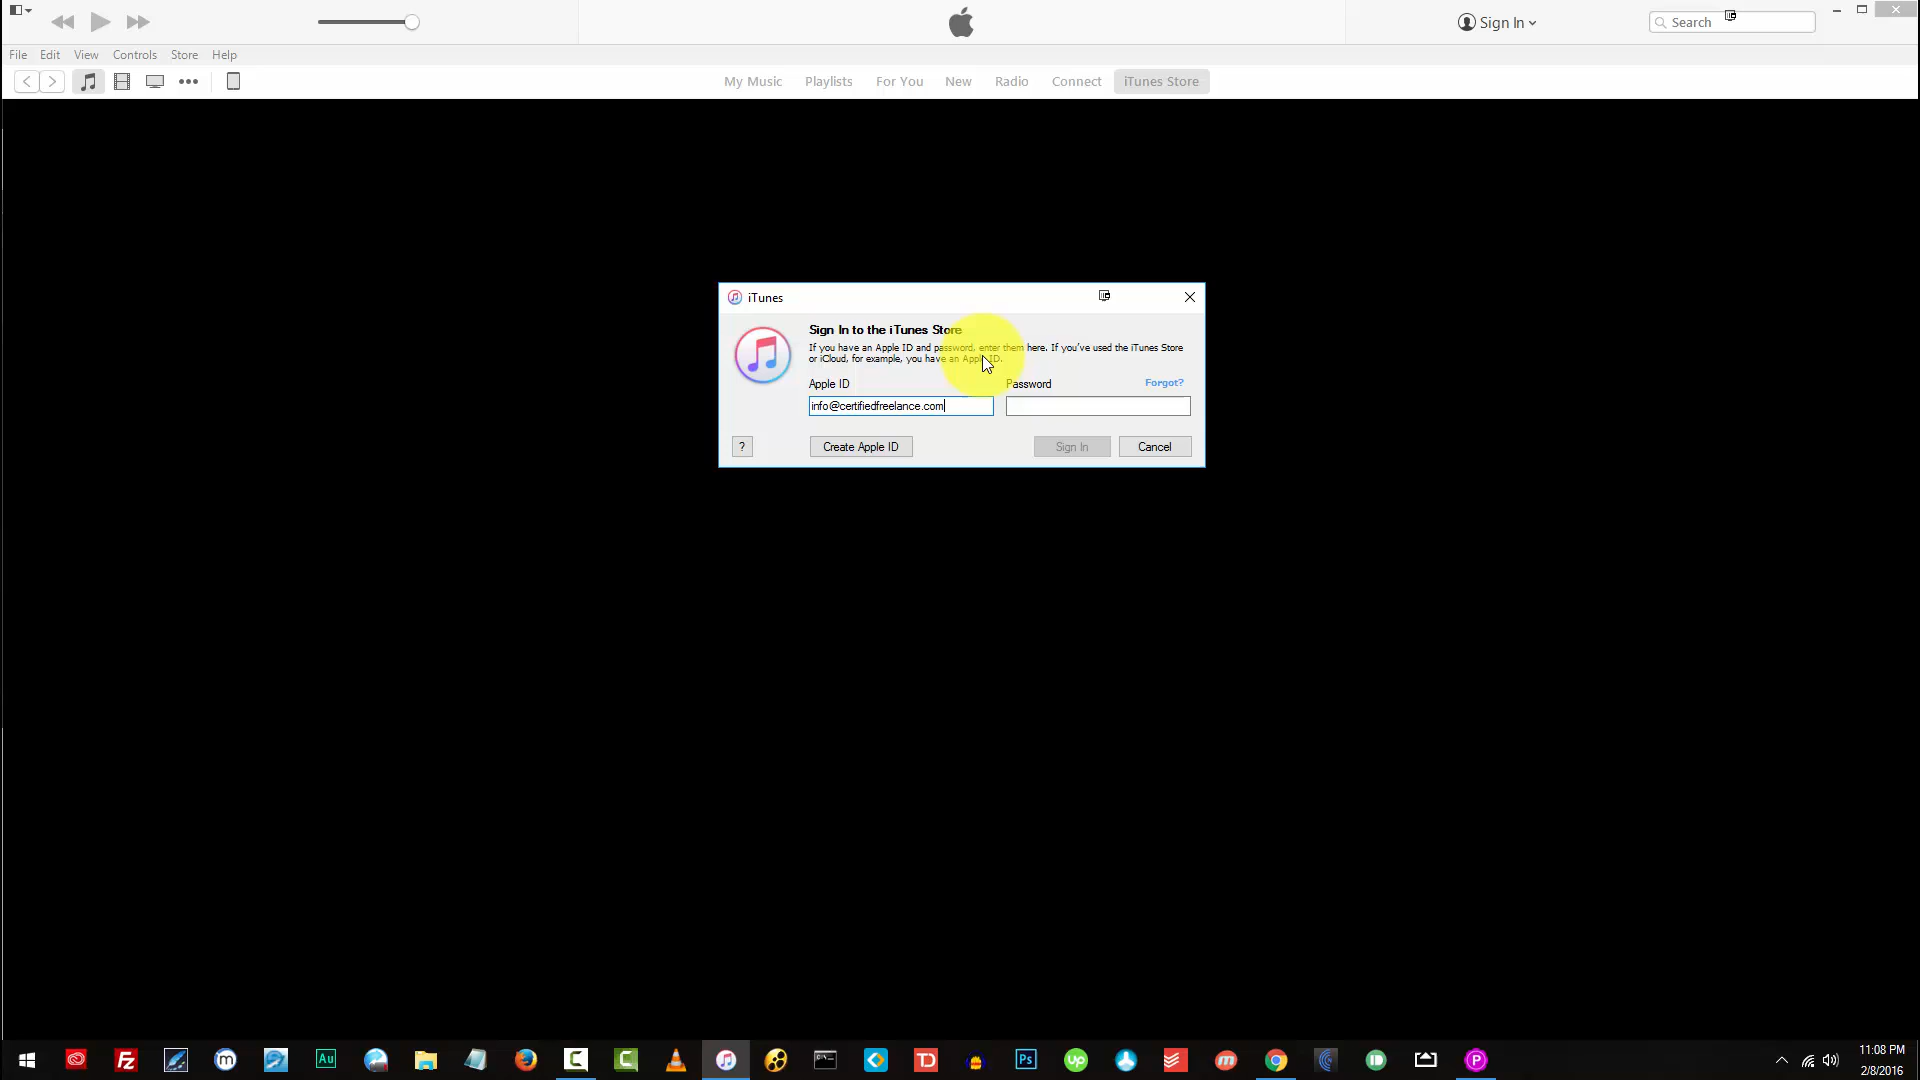 Sign In
Search
File Edit View Controls Store Help
My Music Playlists For You New Radio Connect iTunes Store
iTunes
Sign In to the iTunes Store
If you have an Apple ID and password, enter them here. If you've used the iTunes Store
or iCloud, for example, you have an Apple ID.
Apple ID Password Forgot?
info@certifiedfreelance.com
? Create Apple ID Sign In Cancel
Fz m Au C C TD Ps up m P
11:08 PM
2/8/2016